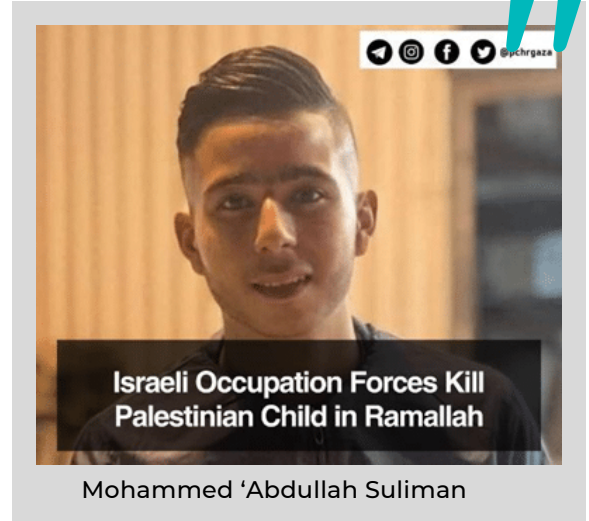 @pchrgaza
Israeli Occupation Forces Kill
Palestinian Child in Ramallah
Mohammed ‘Abdullah Suliman